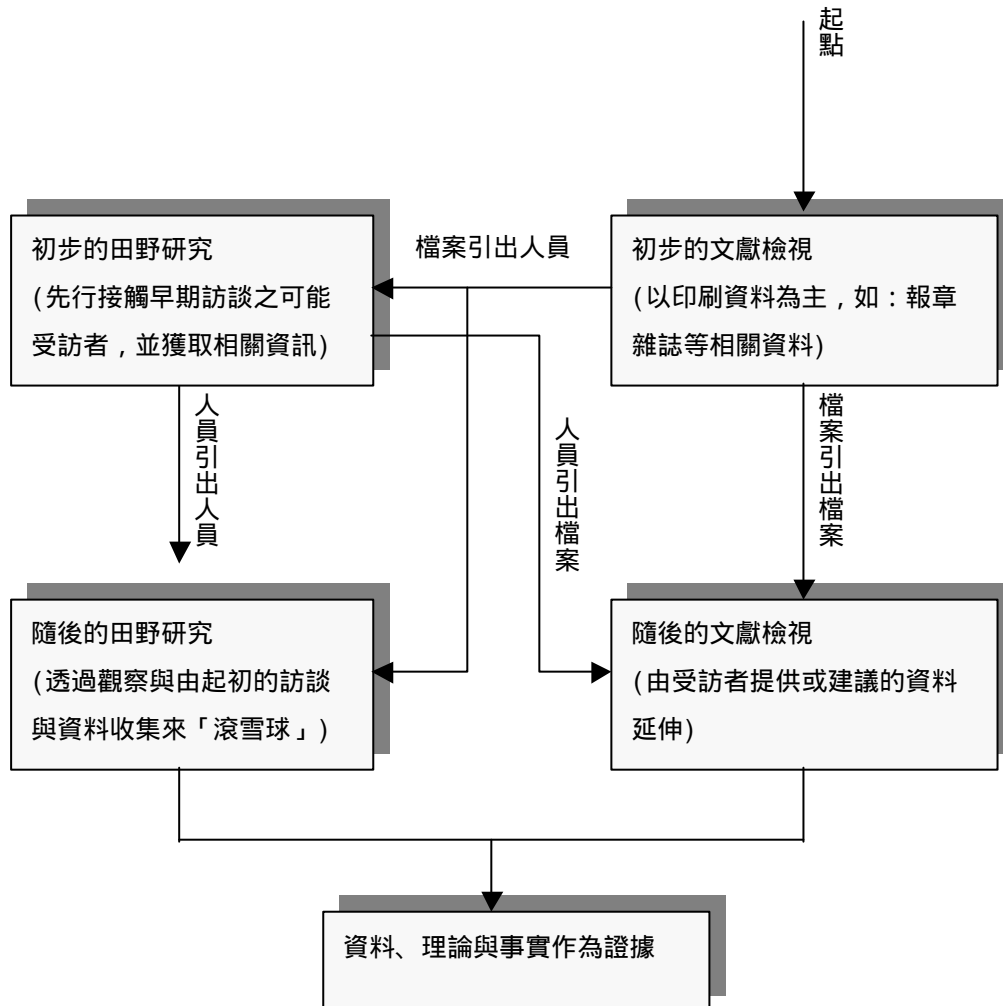 起點
檔案引出人員
初步的田野研究
(先行接觸早期訪談之可能
受訪者，並獲取相關資訊)
初步的文獻檢視
(以印刷資料為主，如：報章
雜誌等相關資料)
人員引出人員
人員引出檔案
檔案引出檔案
隨後的田野研究
(透過觀察與由起初的訪談
與資料收集來「滾雪球」)
隨後的文獻檢視
(由受訪者提供或建議的資料
延伸)
資料、理論與事實作為證據